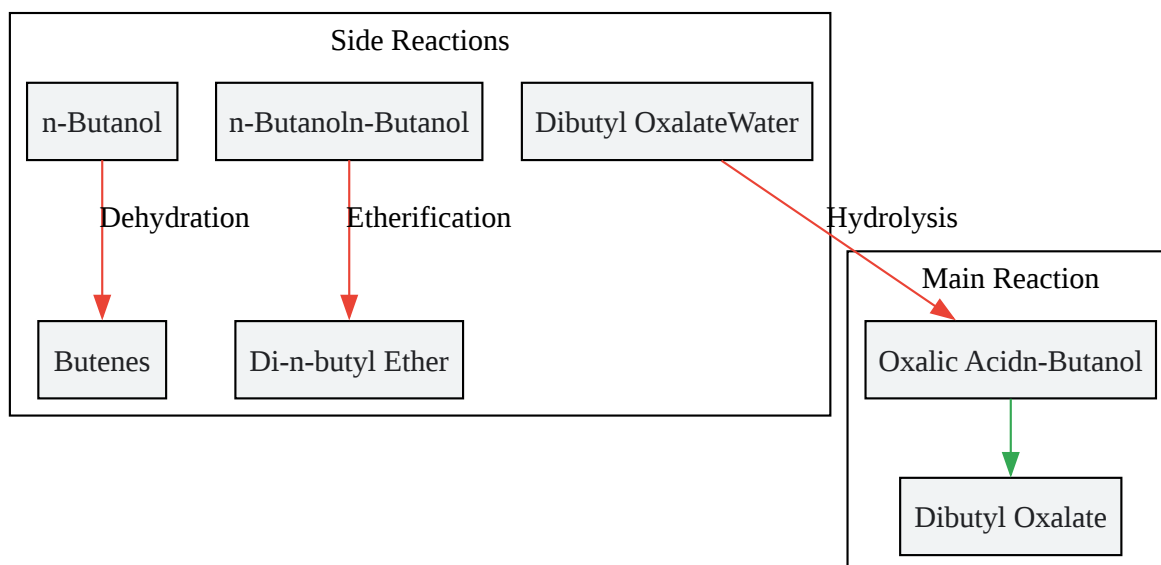 Side Reactions
n-Butanol
n-Butanoln-Butanol
Dibutyl OxalateWater
Dehydration
Etherification
Hydrolysis
Main Reaction
Butenes
Di-n-butyl Ether
Oxalic Acidn-Butanol
Dibutyl Oxalate